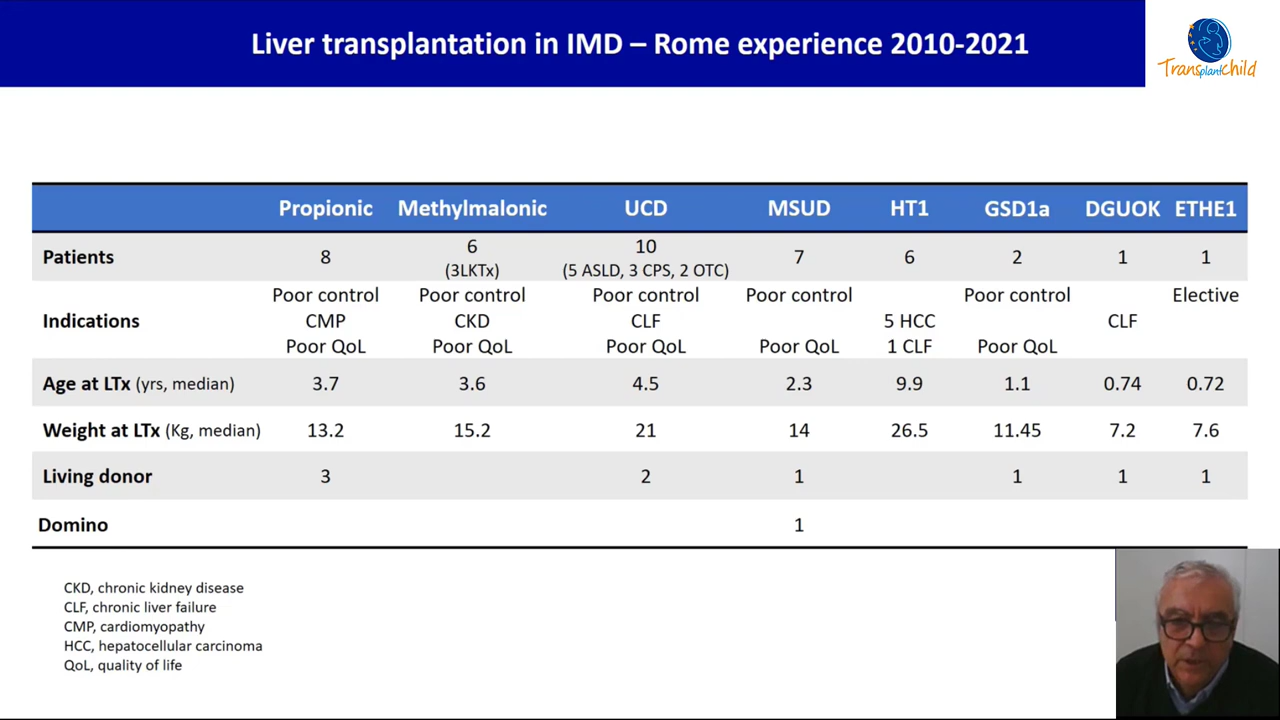 Liver transplantation in IMD – Rome experience 2010-2021
TransplantChild
Propionic Methylmalonic UCD MSUD HT1 GSD1a DGUOK ETHE1
Patients 8 6 (3LKTx) 10 (5 ASLD, 3 CPS, 2 OTC) 7 6 2 1 1
Poor control Poor control Poor control Poor control Poor control Elective
Indications CMP CKD CLF 5 HCC CLF
Poor QoL Poor QoL Poor QoL Poor QoL 1 CLF Poor QoL
Age at LTx (yrs, median) 3.7 3.6 4.5 2.3 9.9 1.1 0.74 0.72
Weight at LTx (Kg, median) 13.2 15.2 21 14 26.5 11.45 7.2 7.6
Living donor 3 2 1 1 1 1
Domino 1
CKD, chronic kidney disease
CLF, chronic liver failure
CMP, cardiomyopathy
HCC, hepatocellular carcinoma
QoL, quality of life